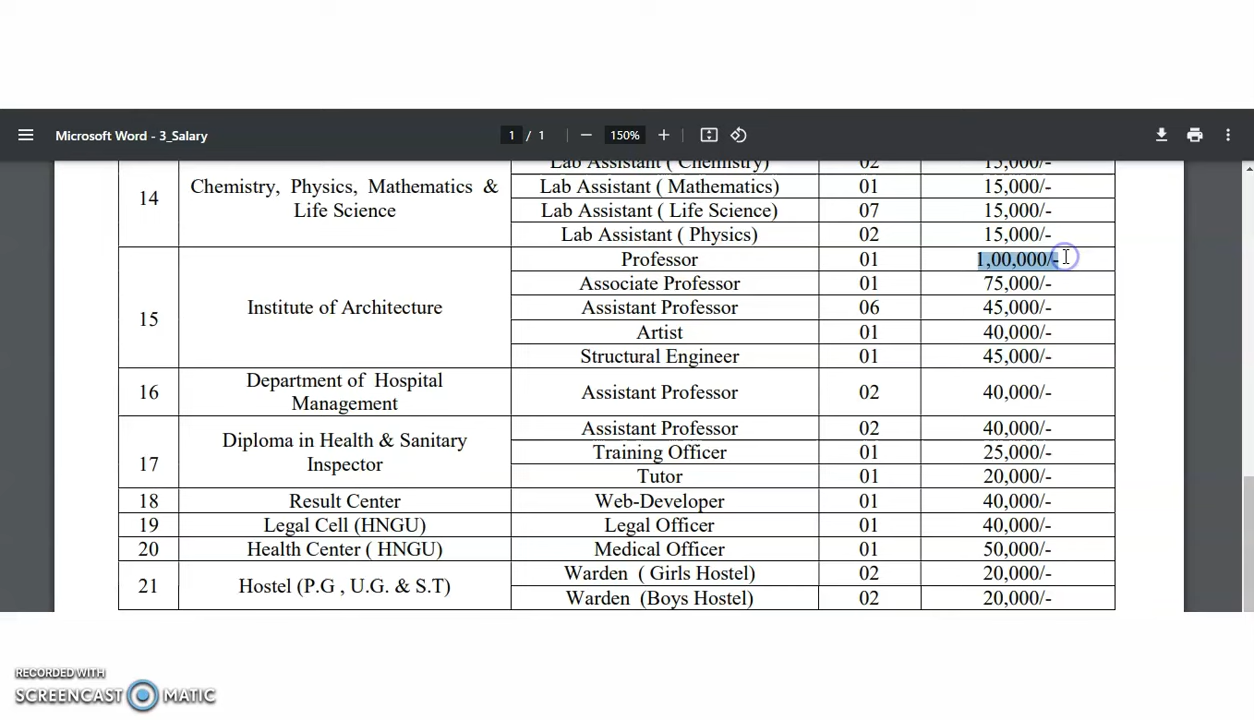 Microsoft Word - 3_Salary 1 / 1 150%
Lab Assistant ( Chemistry) 02 15,000/-
14 Chemistry, Physics, Mathematics & Life Science Lab Assistant ( Mathematics) 01 15,000/-
Lab Assistant ( Life Science) 07 15,000/-
Lab Assistant ( Physics) 02 15,000/-
15 Institute of Architecture Professor 01 1,00,000/-
Associate Professor 01 75,000/-
Assistant Professor 06 45,000/-
Artist 01 40,000/-
Structural Engineer 01 45,000/-
16 Department of Hospital Management Assistant Professor 02 40,000/-
17 Diploma in Health & Sanitary Inspector Assistant Professor 02 40,000/-
Training Officer 01 25,000/-
Tutor 01 20,000/-
18 Result Center Web-Developer 01 40,000/-
19 Legal Cell (HNGU) Legal Officer 01 40,000/-
20 Health Center ( HNGU) Medical Officer 01 50,000/-
21 Hostel (P.G , U.G. & S.T) Warden ( Girls Hostel) 02 20,000/-
Warden (Boys Hostel) 02 20,000/-
RECORDED WITH
SCREENCAST MATIC